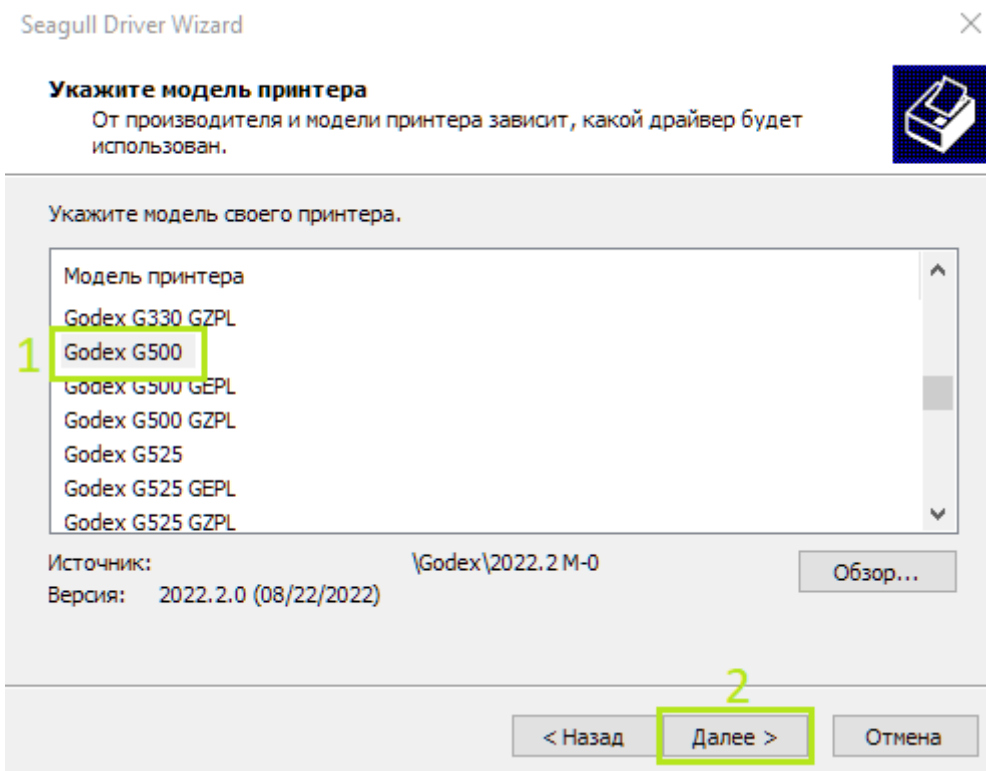 Seagull Driver Wizard
Укажите модель принтера
От производителя и модели принтера зависит, какой драйвер будет
использован.
Укажите модель своего принтера.
Модель принтера
Godex G330 GZPL
1
Godex G500
Godex G500 GEPL
Godex G500 GZPL
Godex G525
Godex G525 GEPL
Godex G525 GZPL
Источник: \Godex\2022.2 M-0
Обзор...
Версия: 2022.2.0 (08/22/2022)
2
< Назад Далее > Отмена